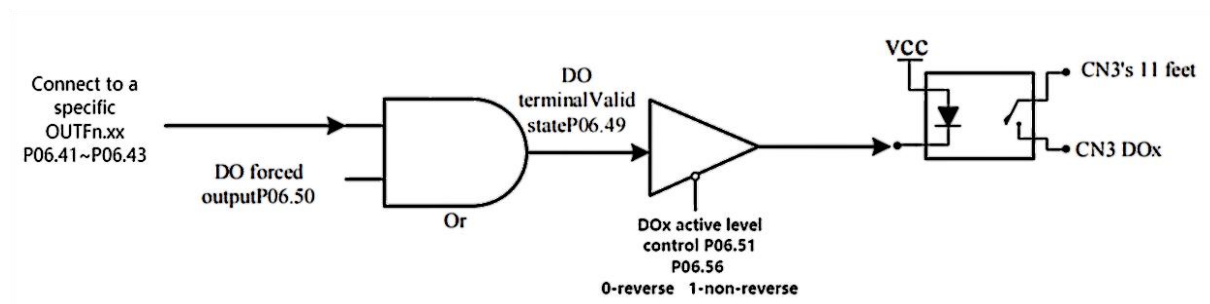 Connect to a
specific
OUTFn.xx
P06.41~P06.43
DO forced
outputP06.50
Or
DO
terminalValid
stateP06.49
DOx active level
control P06.51
P06.56
0-reverse 1-non-reverse
VCC
CN3's 11 feet
CN3 DOx